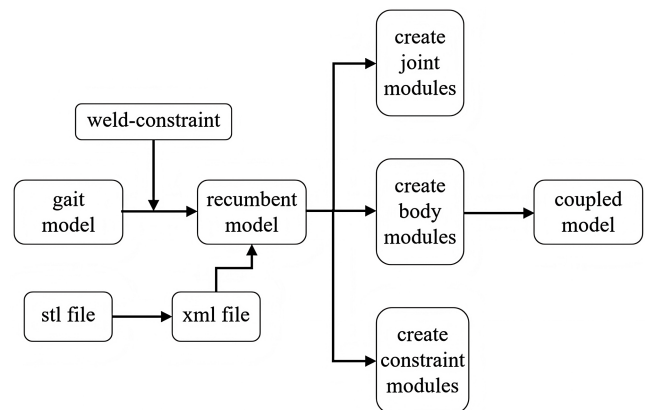 create
joint
modules
weld-constraint
gait
model
recumbent
model
create
body
modules
coupled
model
stl file
xml file
create
constraint
modules